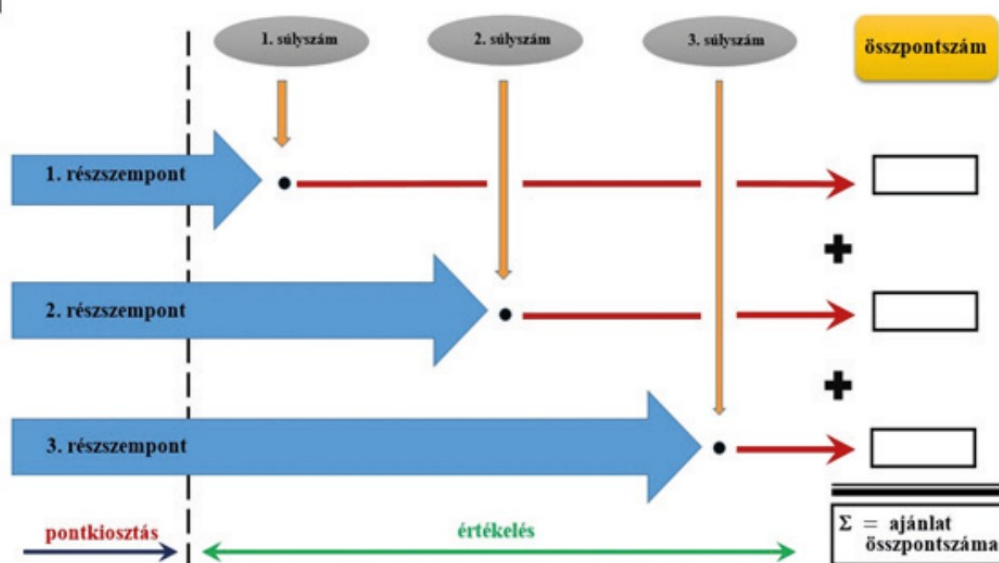 1. súlyszám
2. súlyszám
3. súlyszám
összpontszám
1. részszempont
2. részszempont
3. részszempont
pontkiosztás
értékelés
Σ = ajánlat
összpontszáma